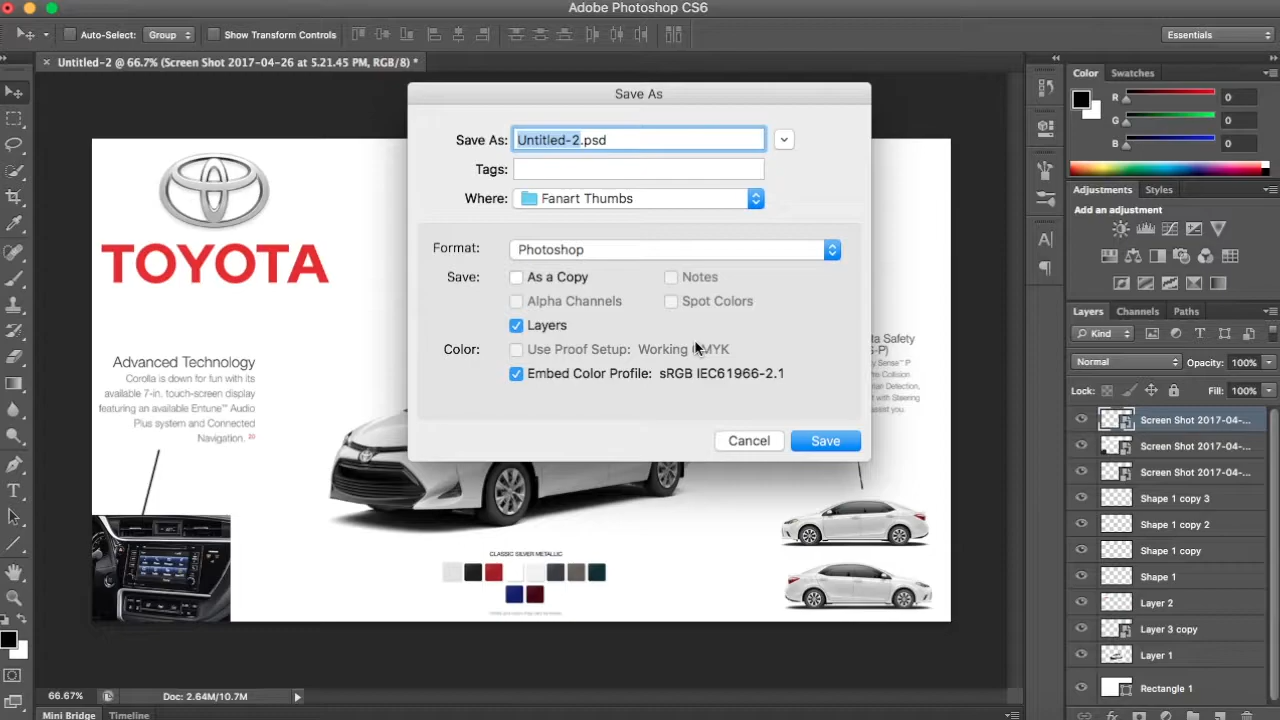 Adobe Photoshop CS6
Auto-Select: Group Show Transform Controls Essentials
Untitled-2 @ 66.7% (Screen Shot 2017-04-26 at 5.21.45 PM, RGB/8) *
Save As
Save As: Untitled-2.psd
Tags:
Where: Fanart Thumbs
Format: Photoshop
Save: As a Copy Notes
Alpha Channels Spot Colors
Layers
Color: Use Proof Setup: Working CMYK
Embed Color Profile: sRGB IEC61966-2.1
Cancel Save
TOYOTA
Advanced Technology
Corolla is down for fun with its
available 7-in. touch-screen display
featuring an available Entune™ Audio
Plus system and Connected
Navigation. 20
Safety
Sense™ P
Detection,
with Steering
assist you.
CLASSIC SILVER METALLIC
Color Swatches
R 0
G 0
B 0
Adjustments Styles
Add an adjustment
Layers Channels Paths
Kind
Normal Opacity: 100%
Lock: Fill: 100%
Screen Shot 2017-04-...
Screen Shot 2017-04-...
Screen Shot 2017-04-...
Shape 1 copy 3
Shape 1 copy 2
Shape 1 copy
Shape 1
Layer 2
Layer 3 copy
Layer 1
Rectangle 1
66.67% Doc: 2.64M/10.7M
Mini Bridge Timeline